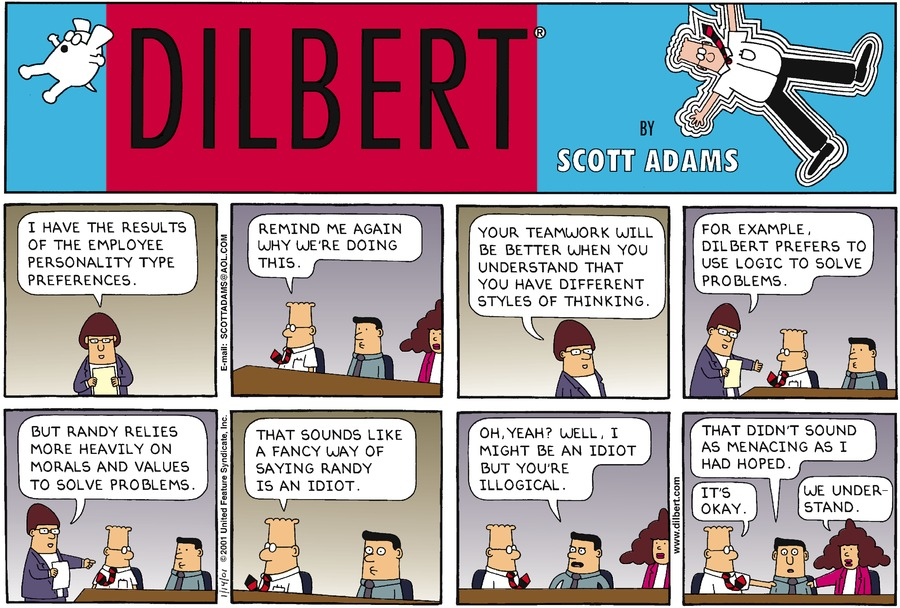 DILBERT®
BY
SCOTT ADAMS
I HAVE THE RESULTS
OF THE EMPLOYEE
PERSONALITY TYPE
PREFERENCES.
E-mail: SCOTTADAMS@AOL.COM
REMIND ME AGAIN
WHY WE'RE DOING
THIS.
YOUR TEAMWORK WILL
BE BETTER WHEN YOU
UNDERSTAND THAT
YOU HAVE DIFFERENT
STYLES OF THINKING.
FOR EXAMPLE,
DILBERT PREFERS TO
USE LOGIC TO SOLVE
PROBLEMS.
BUT RANDY RELIES
MORE HEAVILY ON
MORALS AND VALUES
TO SOLVE PROBLEMS.
1/14/01 © 2001 United Feature Syndicate, Inc.
THAT SOUNDS LIKE
A FANCY WAY OF
SAYING RANDY
IS AN IDIOT.
OH, YEAH? WELL, I
MIGHT BE AN IDIOT
BUT YOU'RE
ILLOGICAL.
www.dilbert.com
THAT DIDN'T SOUND
AS MENACING AS I
HAD HOPED.
IT'S
OKAY.
WE UNDER-
STAND.